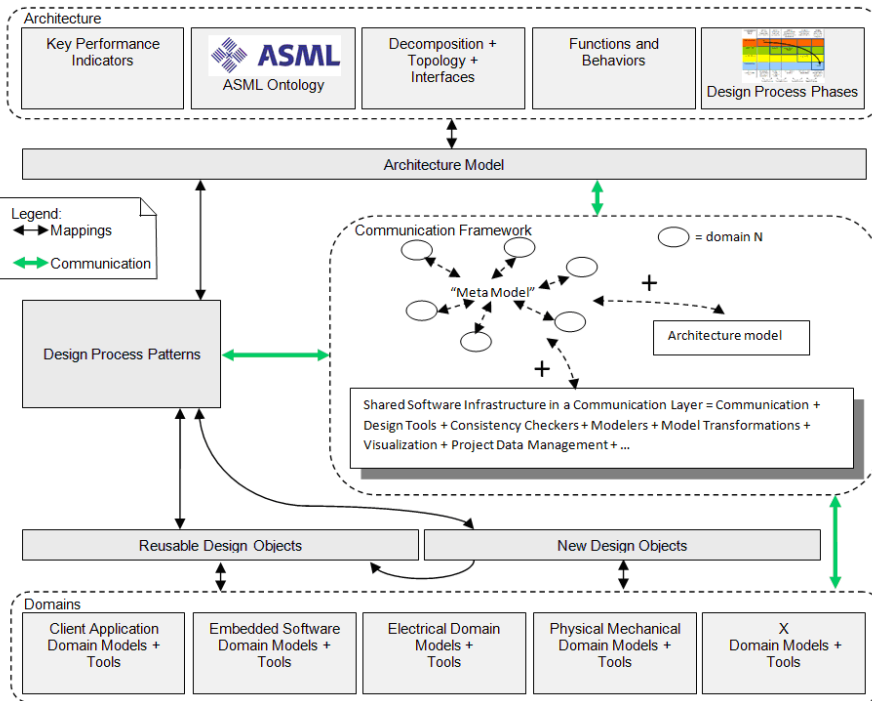 Architecture
Key Performance
Indicators
ASML
ASML Ontology
Decomposition +
Topology +
Interfaces
Functions and
Behaviors
Design Process Phases
Architecture Model
Legend:
Mappings
Communication
Communication Framework
= domain N
"Meta Model"
+
Architecture model
+
Design Process Patterns
Shared Software Infrastructure in a Communication Layer = Communication +
Design Tools + Consistency Checkers + Modelers + Model Transformations +
Visualization + Project Data Management + ...
Reusable Design Objects
New Design Objects
Domains
Client Application
Domain Models +
Tools
Embedded Software
Domain Models +
Tools
Electrical Domain
Models +
Tools
Physical Mechanical
Domain Models +
Tools
X
Domain Models +
Tools